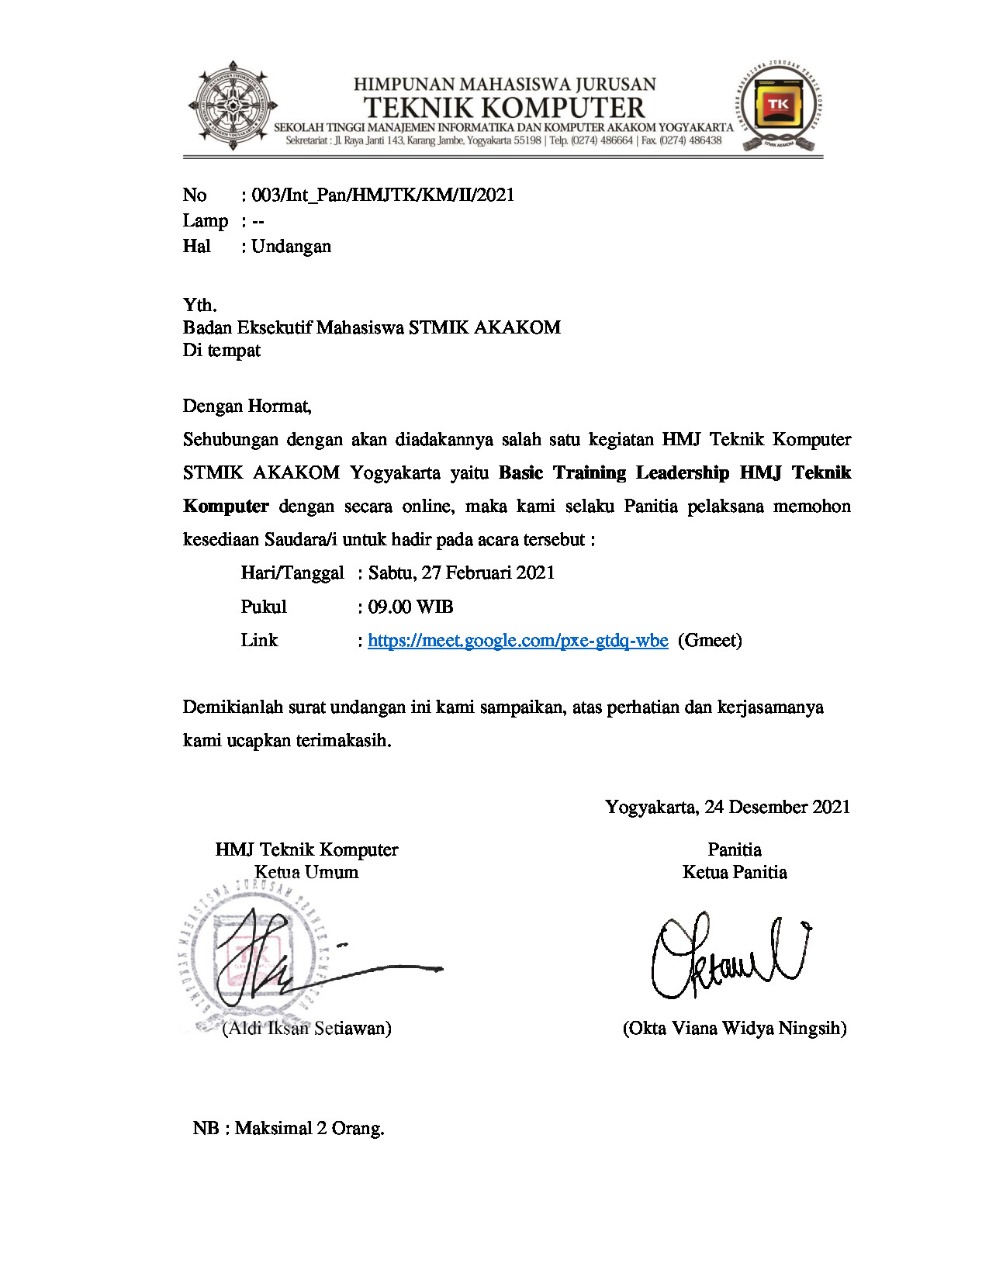 HIMPUNAN MAHASISWA JURUSAN
TEKNIK KOMPUTER
SEKOLAH TINGGI MANAJEMEN INFORMATIKA DAN KOMPUTER AKAKOM YOGYAKARTA
Sekretariat : Jl. Raya Janti 143, Karang Jambe, Yogyakarta 55198 | Telp. (0274) 486664 | Fax. (0274) 486438
TK
No : 003/Int_Pan/HMJTK/KM/II/2021
Lamp : --
Hal : Undangan
Yth.
Badan Eksekutif Mahasiswa STMIK AKAKOM
Di tempat
Dengan Hormat,
Sehubungan dengan akan diadakannya salah satu kegiatan HMJ Teknik Komputer
STMIK AKAKOM Yogyakarta yaitu Basic Training Leadership HMJ Teknik
Komputer dengan secara online, maka kami selaku Panitia pelaksana memohon
kesediaan Saudara/i untuk hadir pada acara tersebut :
Hari/Tanggal : Sabtu, 27 Februari 2021
Pukul : 09.00 WIB
Link : https://meet.google.com/pxe-gtdq-wbe (Gmeet)
Demikianlah surat undangan ini kami sampaikan, atas perhatian dan kerjasamanya
kami ucapkan terimakasih.
Yogyakarta, 24 Desember 2021
HMJ Teknik Komputer Panitia
Ketua Umum Ketua Panitia
HIMPUNAN MAHASISWA JURUSAN TEKNIK KOMPUTER
TK
(Aldi Iksan Setiawan) (Okta Viana Widya Ningsih)
NB : Maksimal 2 Orang.